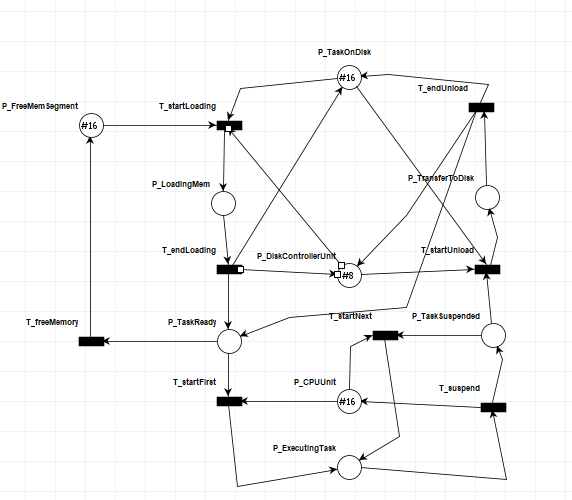 P_TaskOnDisk
#16
T_endUnload
P_FreeMemSegment
T_startLoading
#16
P_LoadingMem
P_TransferToDisk
T_endLoading
P_DiskControllerUnit
T_startUnload
#8
T_freeMemory
P_TaskReady
T_startNext
P_TaskSuspended
T_startFirst
P_CPUUnit
T_suspend
#16
P_ExecutingTask